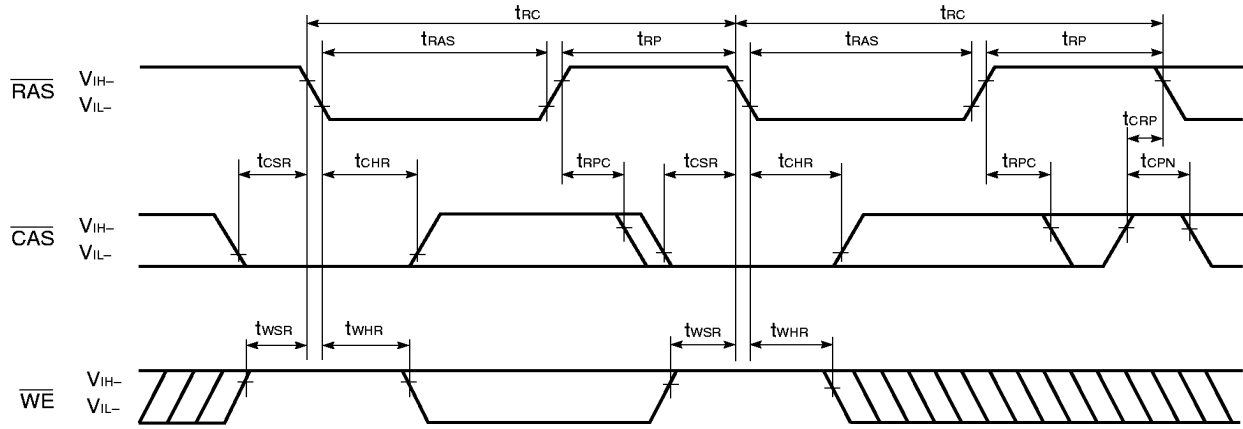 tRC tRC
tRAS tRP tRAS tRP
RAS VIH–
VIL–
tCRP
tCSR tCHR tRPC tCSR tCHR tRPC tCPN
CAS VIH–
VIL–
tWSR tWHR tWSR tWHR
WE VIH–
VIL–